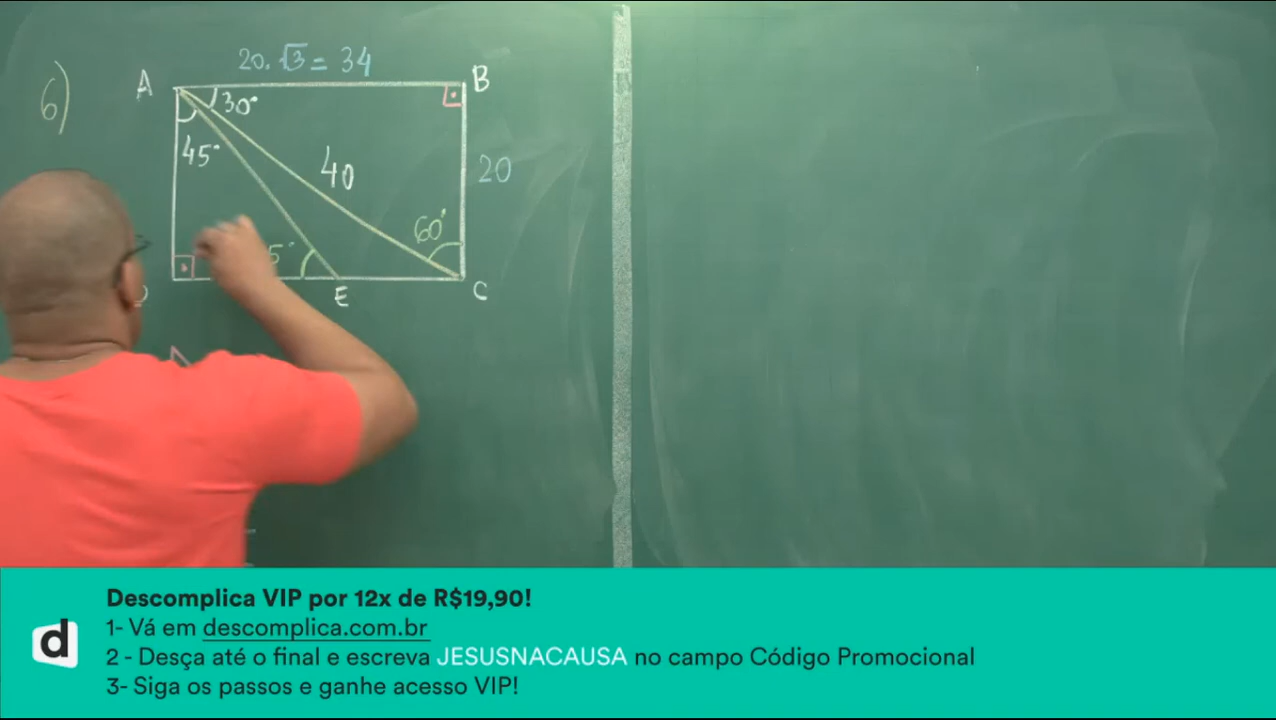 6)
20. √3 = 34
A
B
30°
45°
40
20
60°
5°
E
C
d
Descomplica VIP por 12x de R$19,90!
1- Vá em descomplica.com.br
2 - Desça até o final e escreva JESUSNACAUSA no campo Código Promocional
3- Siga os passos e ganhe acesso VIP!